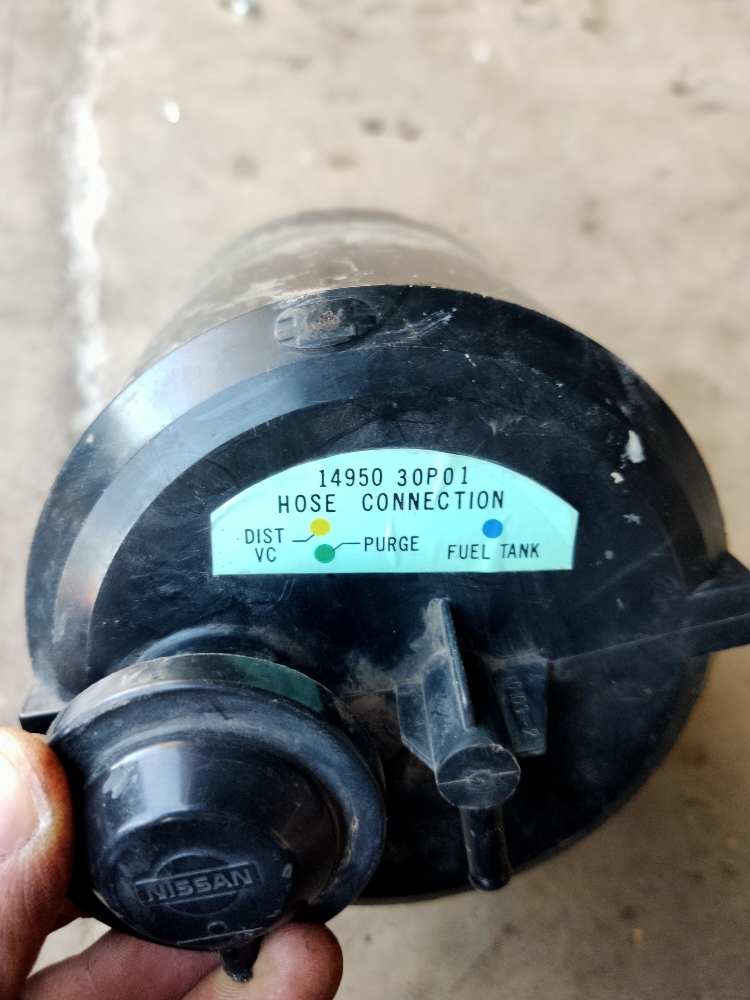 14950 30P01
HOSE CONNECTION
DIST VC
PURGE
FUEL TANK
NISSAN